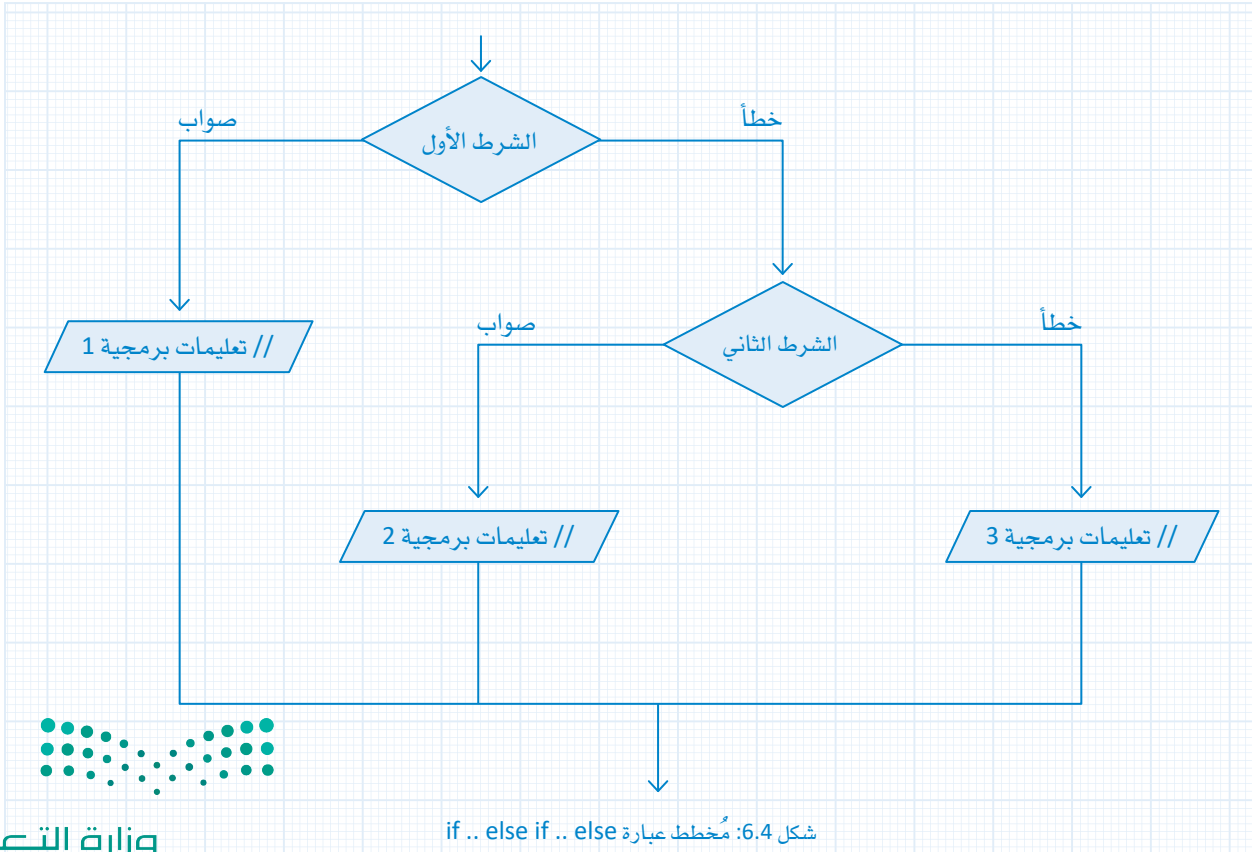 الشرط الأول
صواب
خطأ
// تعليمات برمجية 1
الشرط الثاني
صواب
خطأ
// تعليمات برمجية 2
// تعليمات برمجية 3
شكل 6.4: مُخطط عبارة if .. else if .. else
وزارة